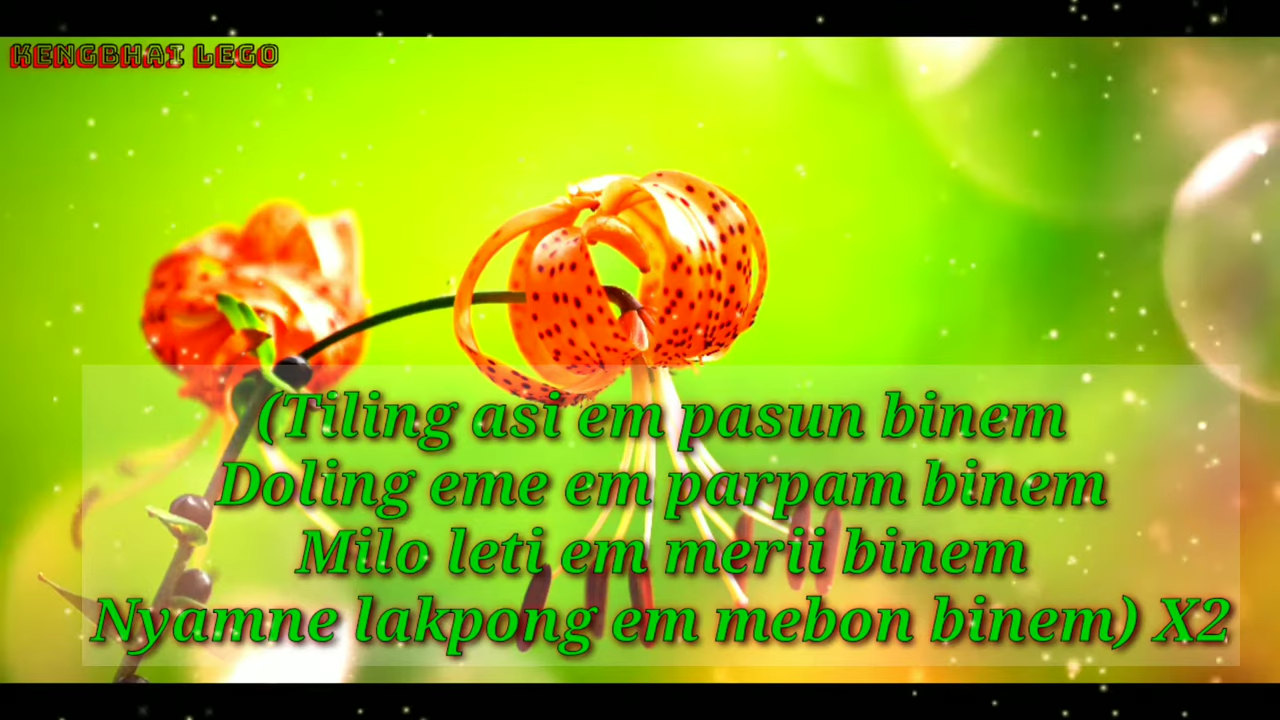 KENGBHAI LEGO
(Tiling asi em pasun binem
Doling eme em parpam binem
Milo leti em merii binem
Nyamne lakpong em mebon binem) X2